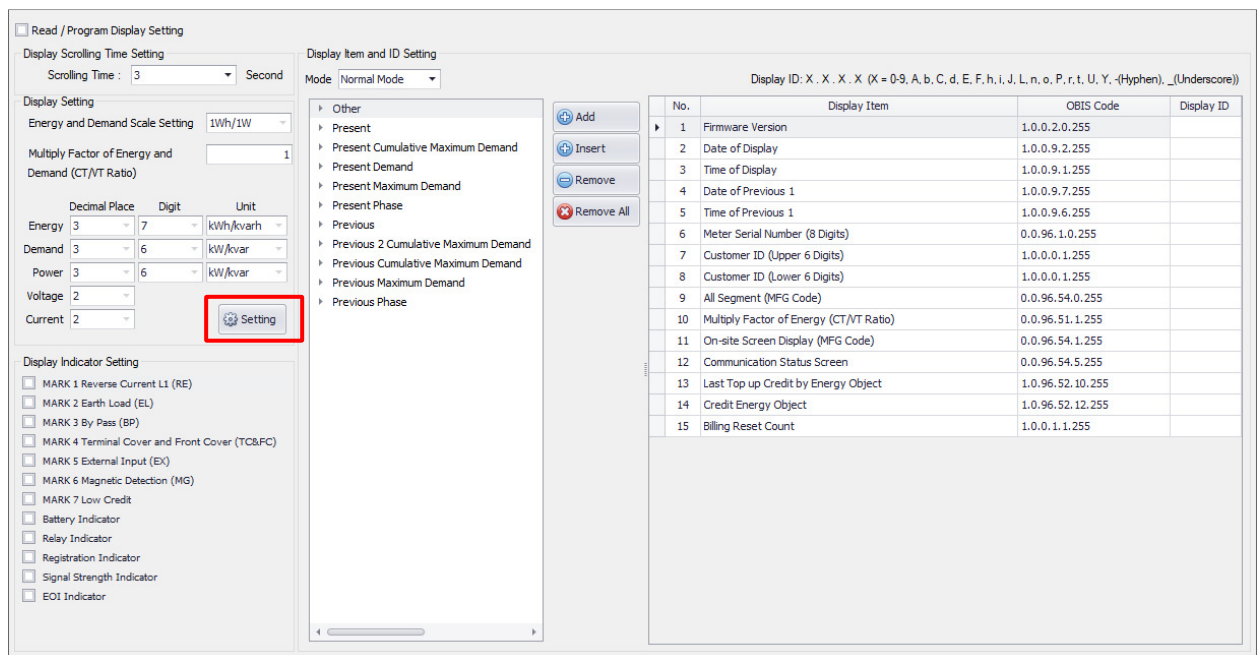 Read / Program Display Setting
Display Scrolling Time Setting
Scrolling Time : 3 Second
Display Setting
Energy and Demand Scale Setting 1Wh/1W
Multiply Factor of Energy and 1
Demand (CT/VT Ratio)
Decimal Place Digit Unit
Energy 3 7 kWh/kvarh
Demand 3 6 kW/kvar
Power 3 6 kW/kvar
Voltage 2
Current 2
Setting
Display Indicator Setting
MARK 1 Reverse Current L1 (RE)
MARK 2 Earth Load (EL)
MARK 3 By Pass (BP)
MARK 4 Terminal Cover and Front Cover (TC&FC)
MARK 5 External Input (EX)
MARK 6 Magnetic Detection (MG)
MARK 7 Low Credit
Battery Indicator
Relay Indicator
Registration Indicator
Signal Strength Indicator
EOI Indicator
Display Item and ID Setting
Mode Normal Mode
Display ID: X . X . X . X (X = 0-9, A, b, C, d, E, F, h, i, J, L, n, o, P, r, t, U, Y, -(Hyphen), _(Underscore))
Other
Present
Present Cumulative Maximum Demand
Present Demand
Present Maximum Demand
Present Phase
Previous
Previous 2 Cumulative Maximum Demand
Previous Cumulative Maximum Demand
Previous Maximum Demand
Previous Phase
Add
Insert
Remove
Remove All
No. Display Item OBIS Code Display ID
1 Firmware Version 1.0.0.2.0.255
2 Date of Display 1.0.0.9.2.255
3 Time of Display 1.0.0.9.1.255
4 Date of Previous 1 1.0.0.9.7.255
5 Time of Previous 1 1.0.0.9.6.255
6 Meter Serial Number (8 Digits) 0.0.96.1.0.255
7 Customer ID (Upper 6 Digits) 1.0.0.0.1.255
8 Customer ID (Lower 6 Digits) 1.0.0.0.1.255
9 All Segment (MFG Code) 0.0.96.54.0.255
10 Multiply Factor of Energy (CT/VT Ratio) 0.0.96.51.1.255
11 On-site Screen Display (MFG Code) 0.0.96.54.1.255
12 Communication Status Screen 0.0.96.54.5.255
13 Last Top up Credit by Energy Object 1.0.96.52.10.255
14 Credit Energy Object 1.0.96.52.12.255
15 Billing Reset Count 1.0.0.1.1.255